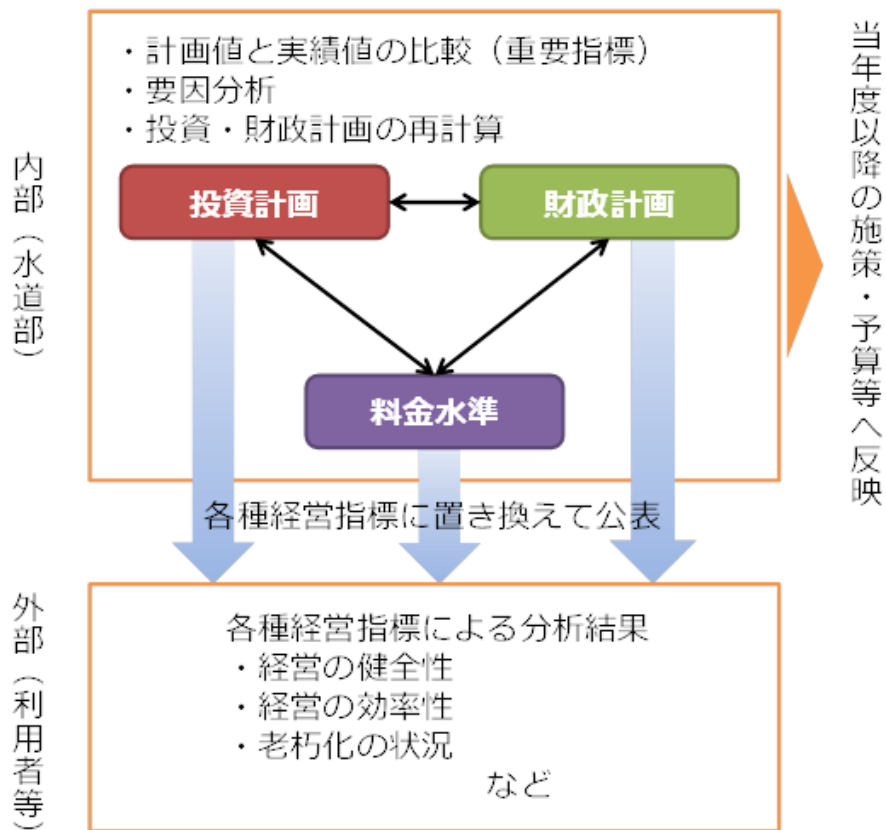 ・計画値と実績値の比較（重要指標）
・要因分析
・投資・財政計画の再計算
内部（水道部）
投資計画
財政計画
料金水準
当年度以降の施策・予算等へ反映
各種経営指標に置き換えて公表
外部（利用者等）
各種経営指標による分析結果
・経営の健全性
・経営の効率性
・老朽化の状況
など